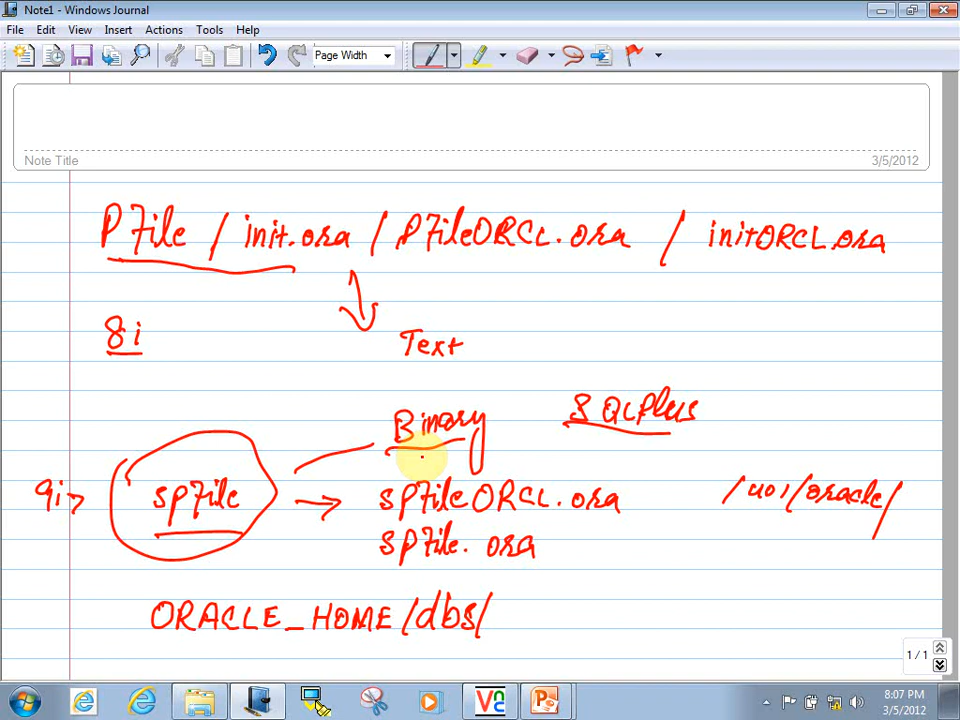 Note1 - Windows Journal
File Edit View Insert Actions Tools Help
Page Width
Note Title 3/5/2012
PFile / init.ora / PFileORCL.ora / initORCL.ora
8i
Text
Binary SQLPlus
9i> spFile → spFileORCL.ora /u01/oracle/
spFile.ora
ORACLE_HOME/dbs/
1 / 1
8:07 PM
3/5/2012